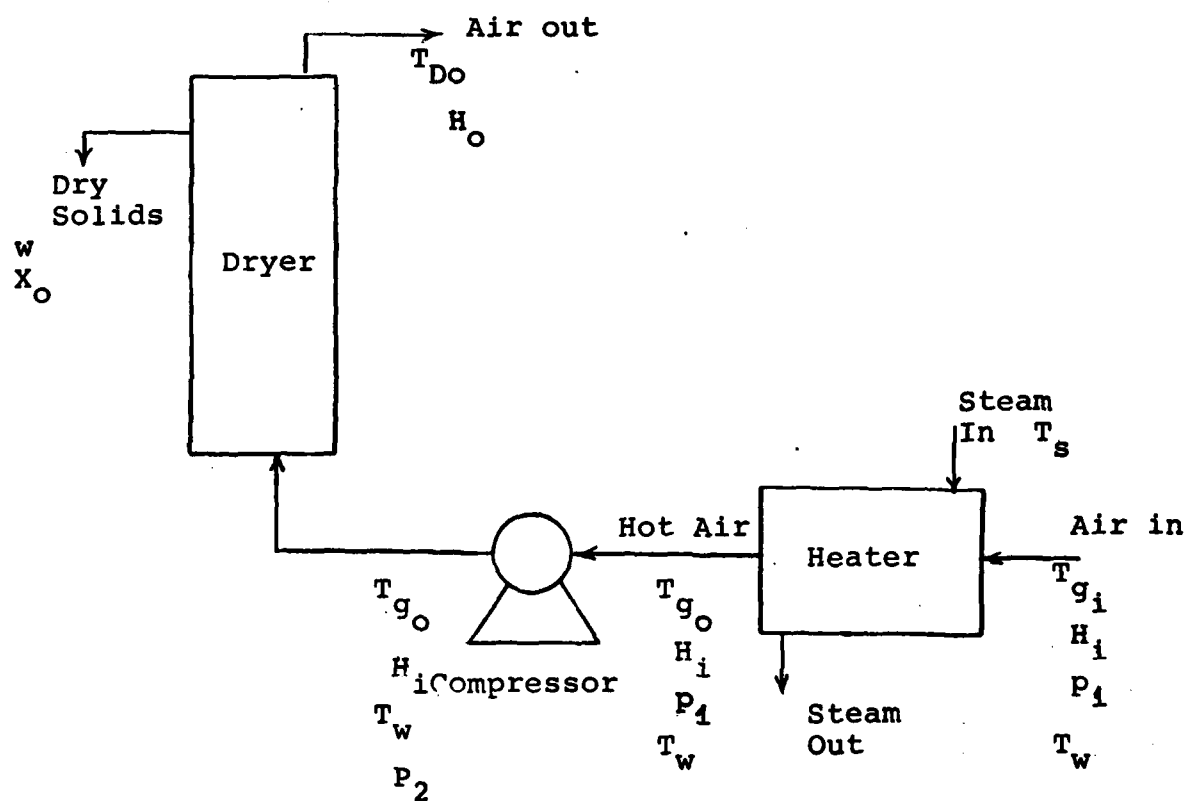 Air out
T_Do
H_o
Dry
Solids
w
X_o
Dryer
Steam
In T_s
Hot Air
Heater
Air in
T_g_o
H_i
T_w
P_2
Compressor
T_g_o
H_i
p_1
T_w
T_g_i
H_i
p_1
T_w
Steam
Out